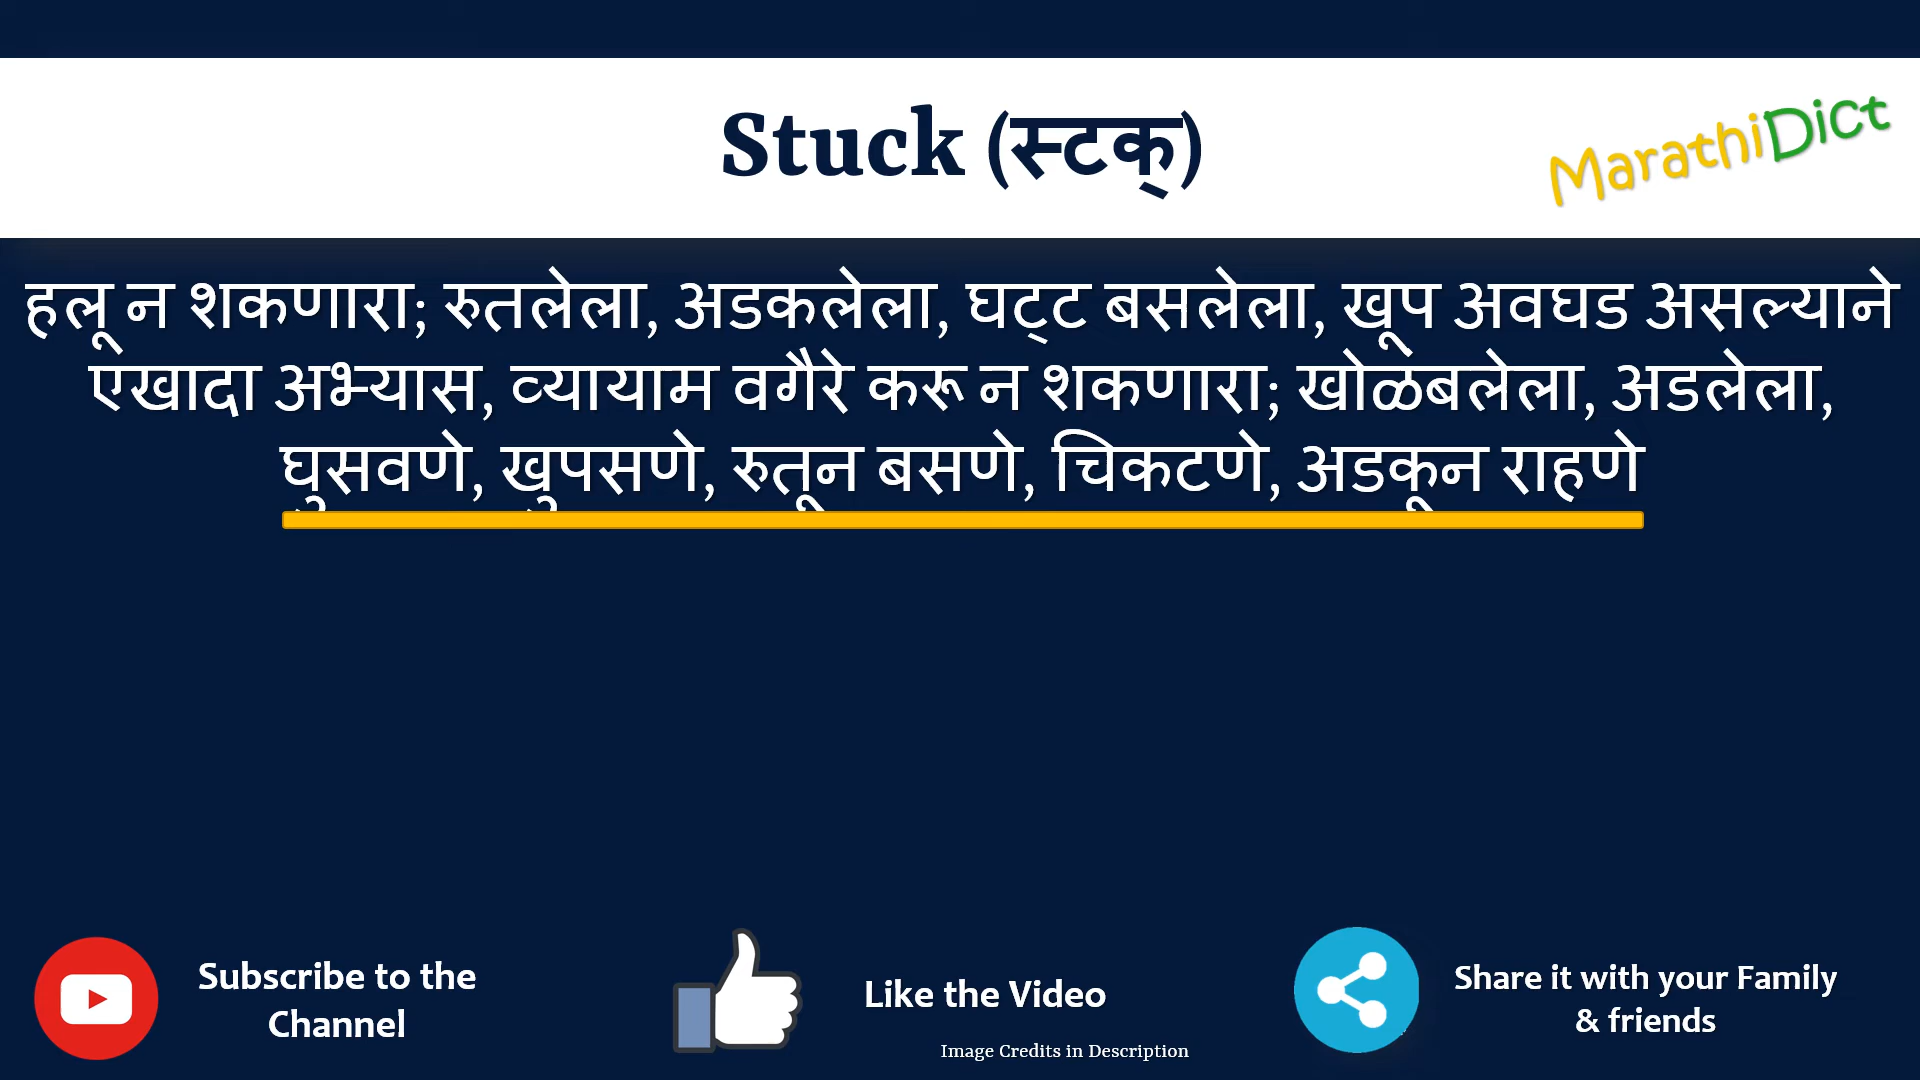 Stuck (स्टक्)
MarathiDict
हलू न शकणारा; रुतलेला, अडकलेला, घट्ट बसलेला, खूप अवघड असल्याने
एखादा अभ्यास, व्यायाम वगैरे करू न शकणारा; खोळंबलेला, अडलेला,
घुसवणे, खुपसणे, रुतून बसणे, चिकटणे, अडकून राहणे
Subscribe to the
Channel
Like the Video
Share it with your Family
& friends
Image Credits in Description